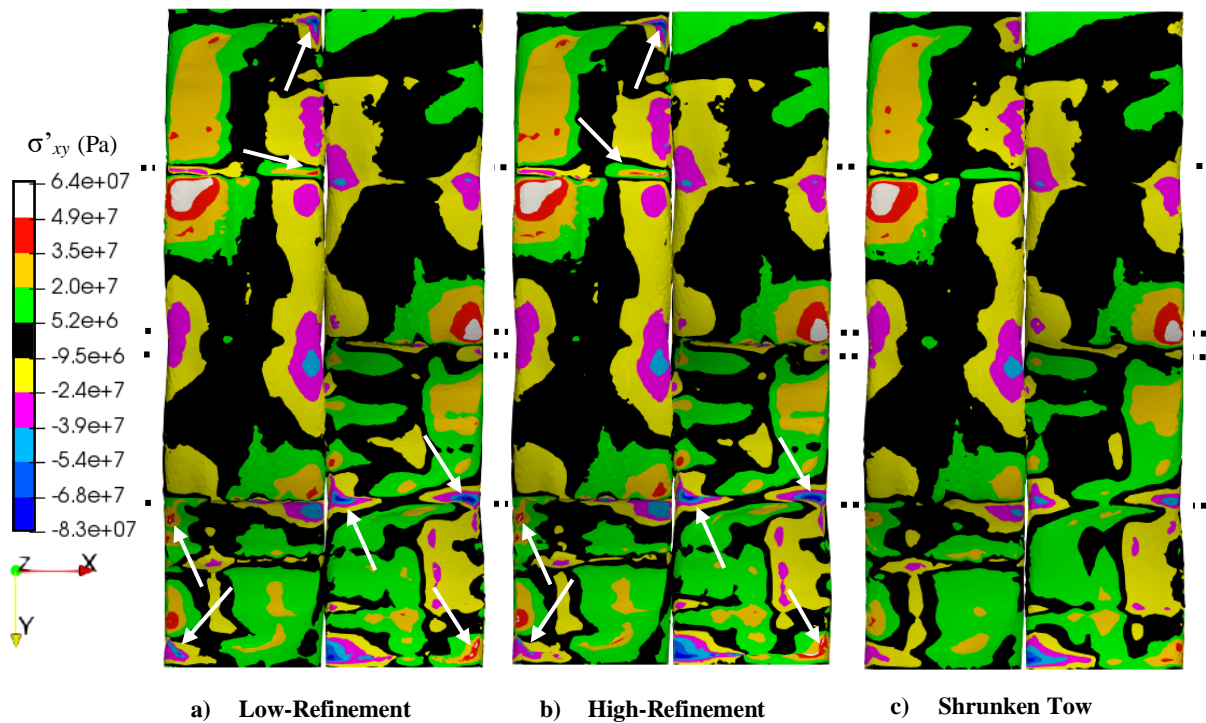 σ'xy (Pa)
6.4e+07
4.9e+7
3.5e+7
2.0e+7
5.2e+6
-9.5e+6
-2.4e+7
-3.9e+7
-5.4e+7
-6.8e+7
-8.3e+07
Z X
Y
a) Low-Refinement b) High-Refinement c) Shrunken Tow